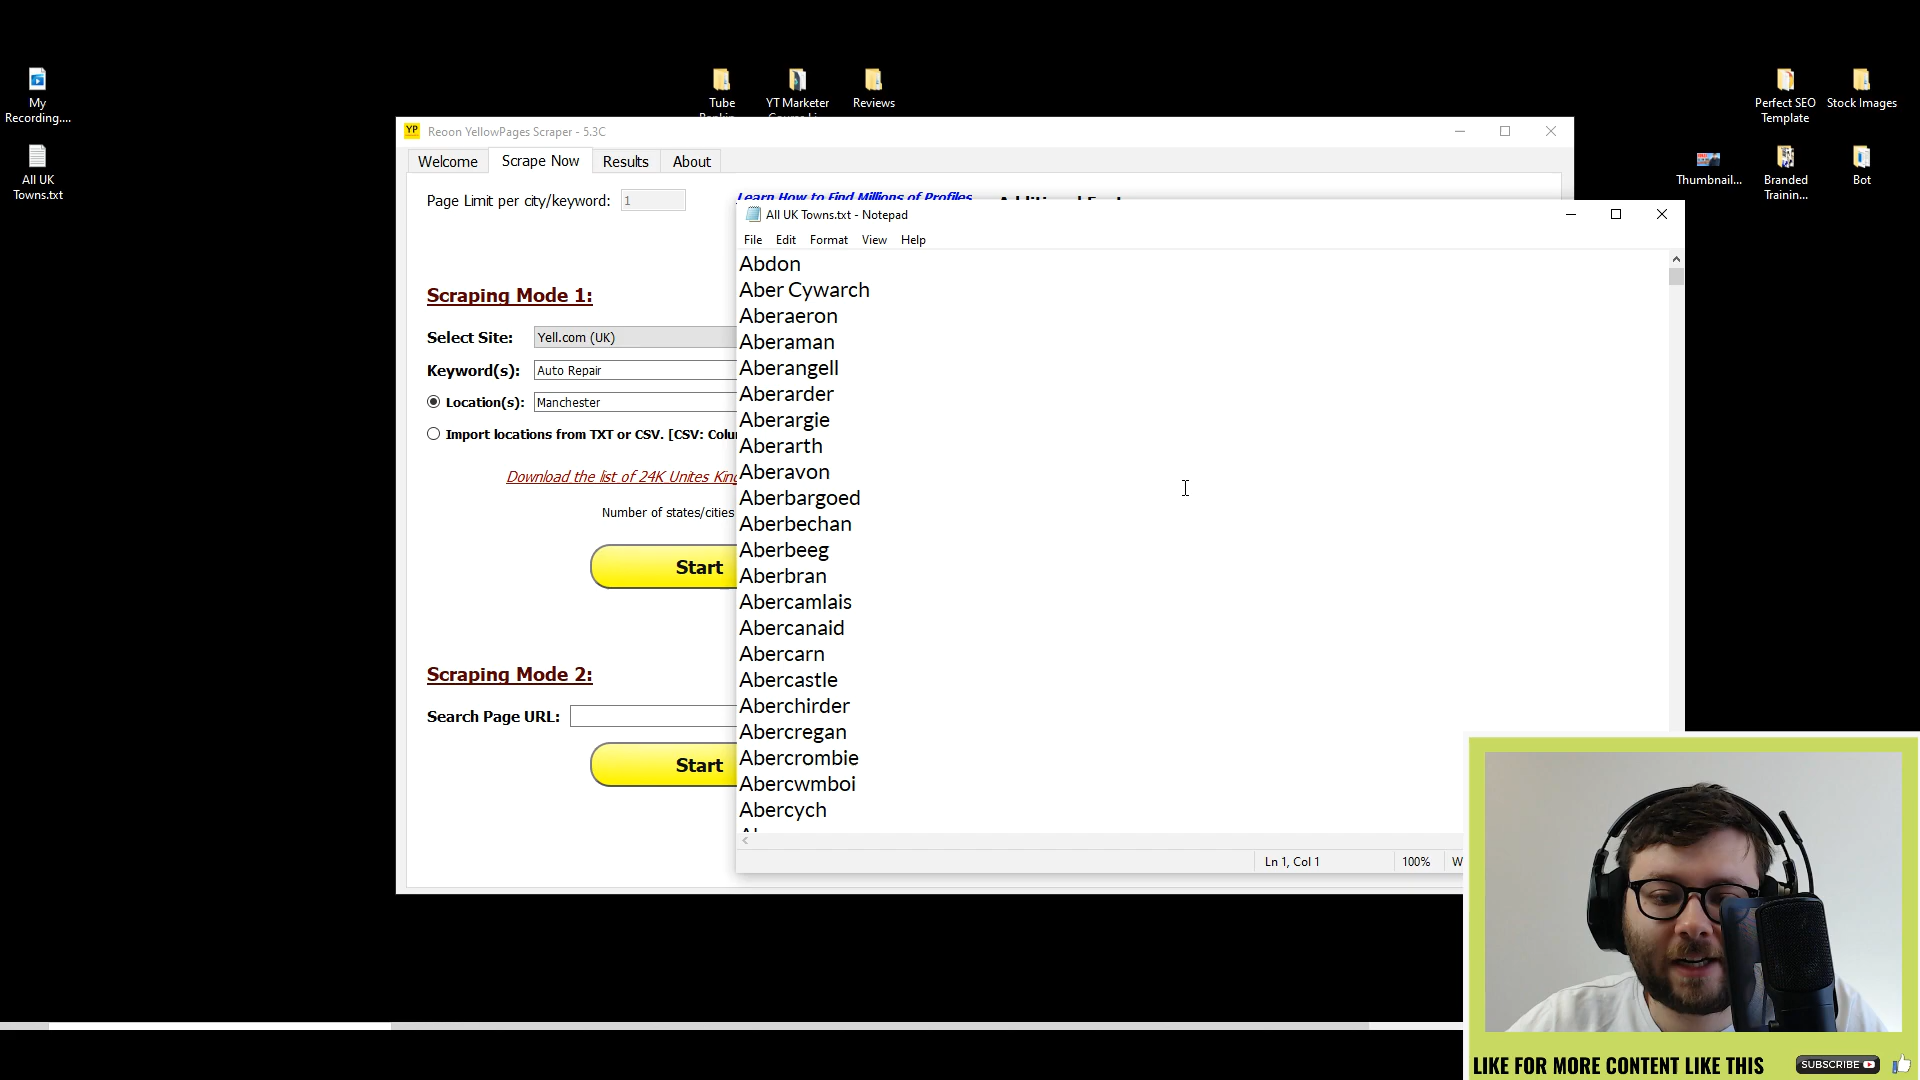 My
Recording....
All UK
Towns.txt
Tube
YT Marketer
Reviews
Perfect SEO
Template
Stock Images
Thumbnail...
Branded
Trainin...
Bot
YP
Reoon YellowPages Scraper - 5.3C
Welcome
Scrape Now
Results
About
Page Limit per city/keyword:
1
Learn How to Find Millions of Profiles
Scraping Mode 1:
Select Site:
Yell.com (UK)
Keyword(s):
Auto Repair
Location(s):
Manchester
Import locations from TXT or CSV. [CSV: Colu
Download the list of 24K Unites King
Number of states/cities
Start
Scraping Mode 2:
Search Page URL:
Start
All UK Towns.txt - Notepad
File Edit Format View Help
Abdon
Aber Cywarch
Aberaeron
Aberaman
Aberangell
Aberarder
Aberargie
Aberarth
Aberavon
Aberbargoed
Aberbechan
Aberbeeg
Aberbran
Abercamlais
Abercanaid
Abercarn
Abercastle
Aberchirder
Abercregan
Abercrombie
Abercwmboi
Abercych
Ln 1, Col 1
100%
W
LIKE FOR MORE CONTENT LIKE THIS
SUBSCRIBE